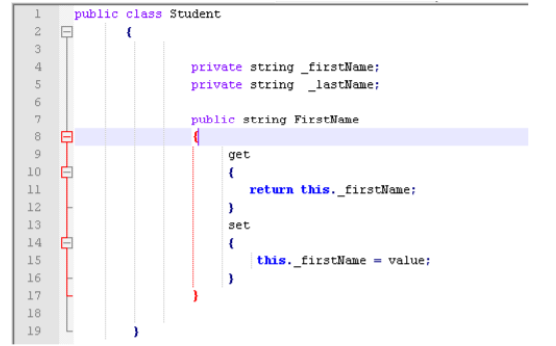 1 public class Student
2 {
3
4 private string _firstName;
5 private string _lastName;
6
7 public string FirstName
8 {
9 get
10 {
11 return this._firstName;
12 }
13 set
14 {
15 this._firstName = value;
16 }
17 }
18
19 }